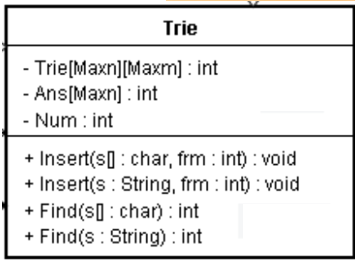 Trie
- Trie[Maxn][Maxm] : int
- Ans[Maxn] : int
- Num : int
+ Insert(s[] : char, frm : int) : void
+ Insert(s : String, frm : int) : void
+ Find(s[] : char) : int
+ Find(s : String) : int